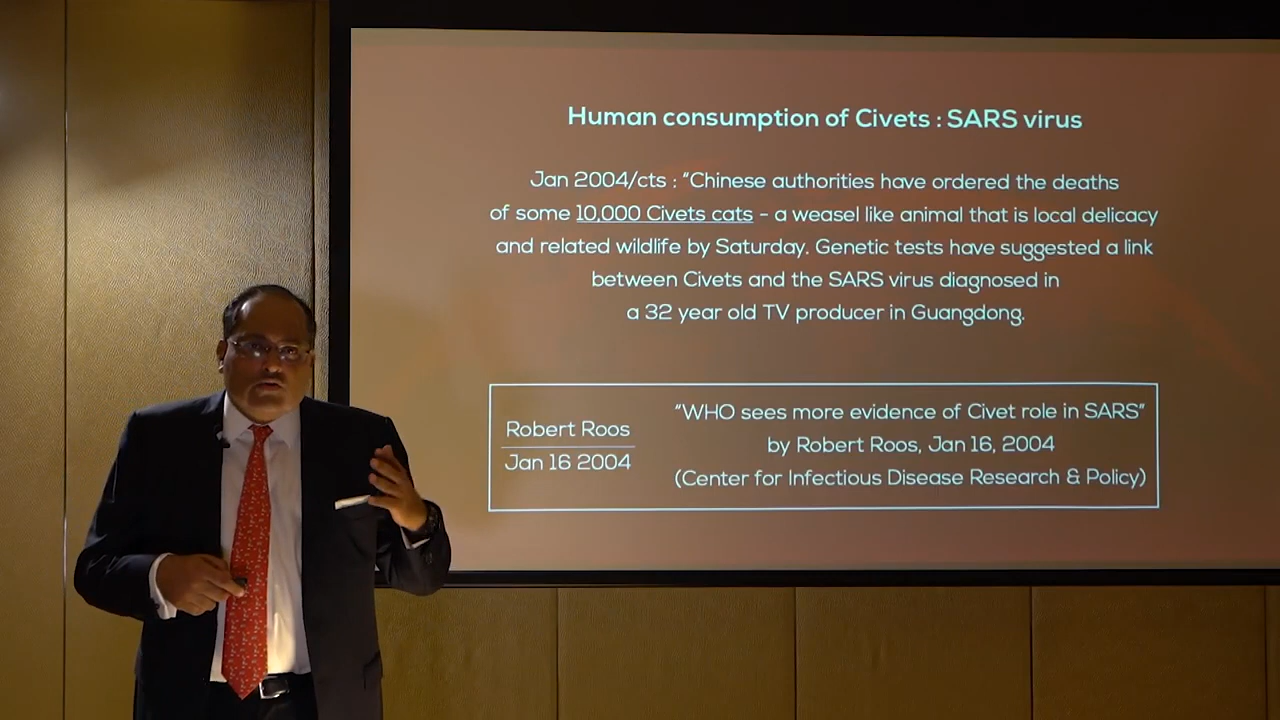 Human consumption of Civets : SARS virus
Jan 2004/cts : "Chinese authorities have ordered the deaths
of some 10,000 Civets cats - a weasel like animal that is local delicacy
and related wildlife by Saturday. Genetic tests have suggested a link
between Civets and the SARS virus diagnosed in
a 32 year old TV producer in Guangdong.
Robert Roos
Jan 16 2004
"WHO sees more evidence of Civet role in SARS"
by Robert Roos, Jan 16, 2004
(Center for Infectious Disease Research & Policy)